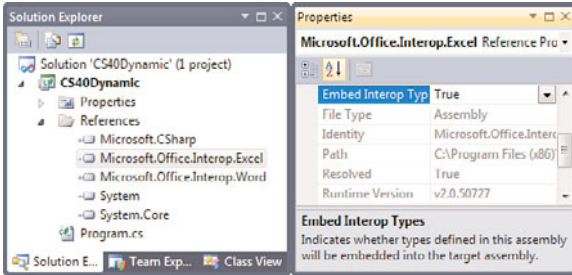 Solution Explorer
Solution 'CS40Dynamic' (1 project)
CS40Dynamic
Properties
References
Microsoft.CSharp
Microsoft.Office.Interop.Excel
Microsoft.Office.Interop.Word
System
System.Core
Program.cs
Solution E...
Team Exp...
Class View
Properties
Microsoft.Office.Interop.Excel Reference Pro
Embed Interop Typ True
File Type Assembly
Identity Microsoft.Office.Interc
Path C:\Program Files (x86)
Resolved True
Runtime Version v2.0.50727
Embed Interop Types
Indicates whether types defined in this assembly
will be embedded into the target assembly.